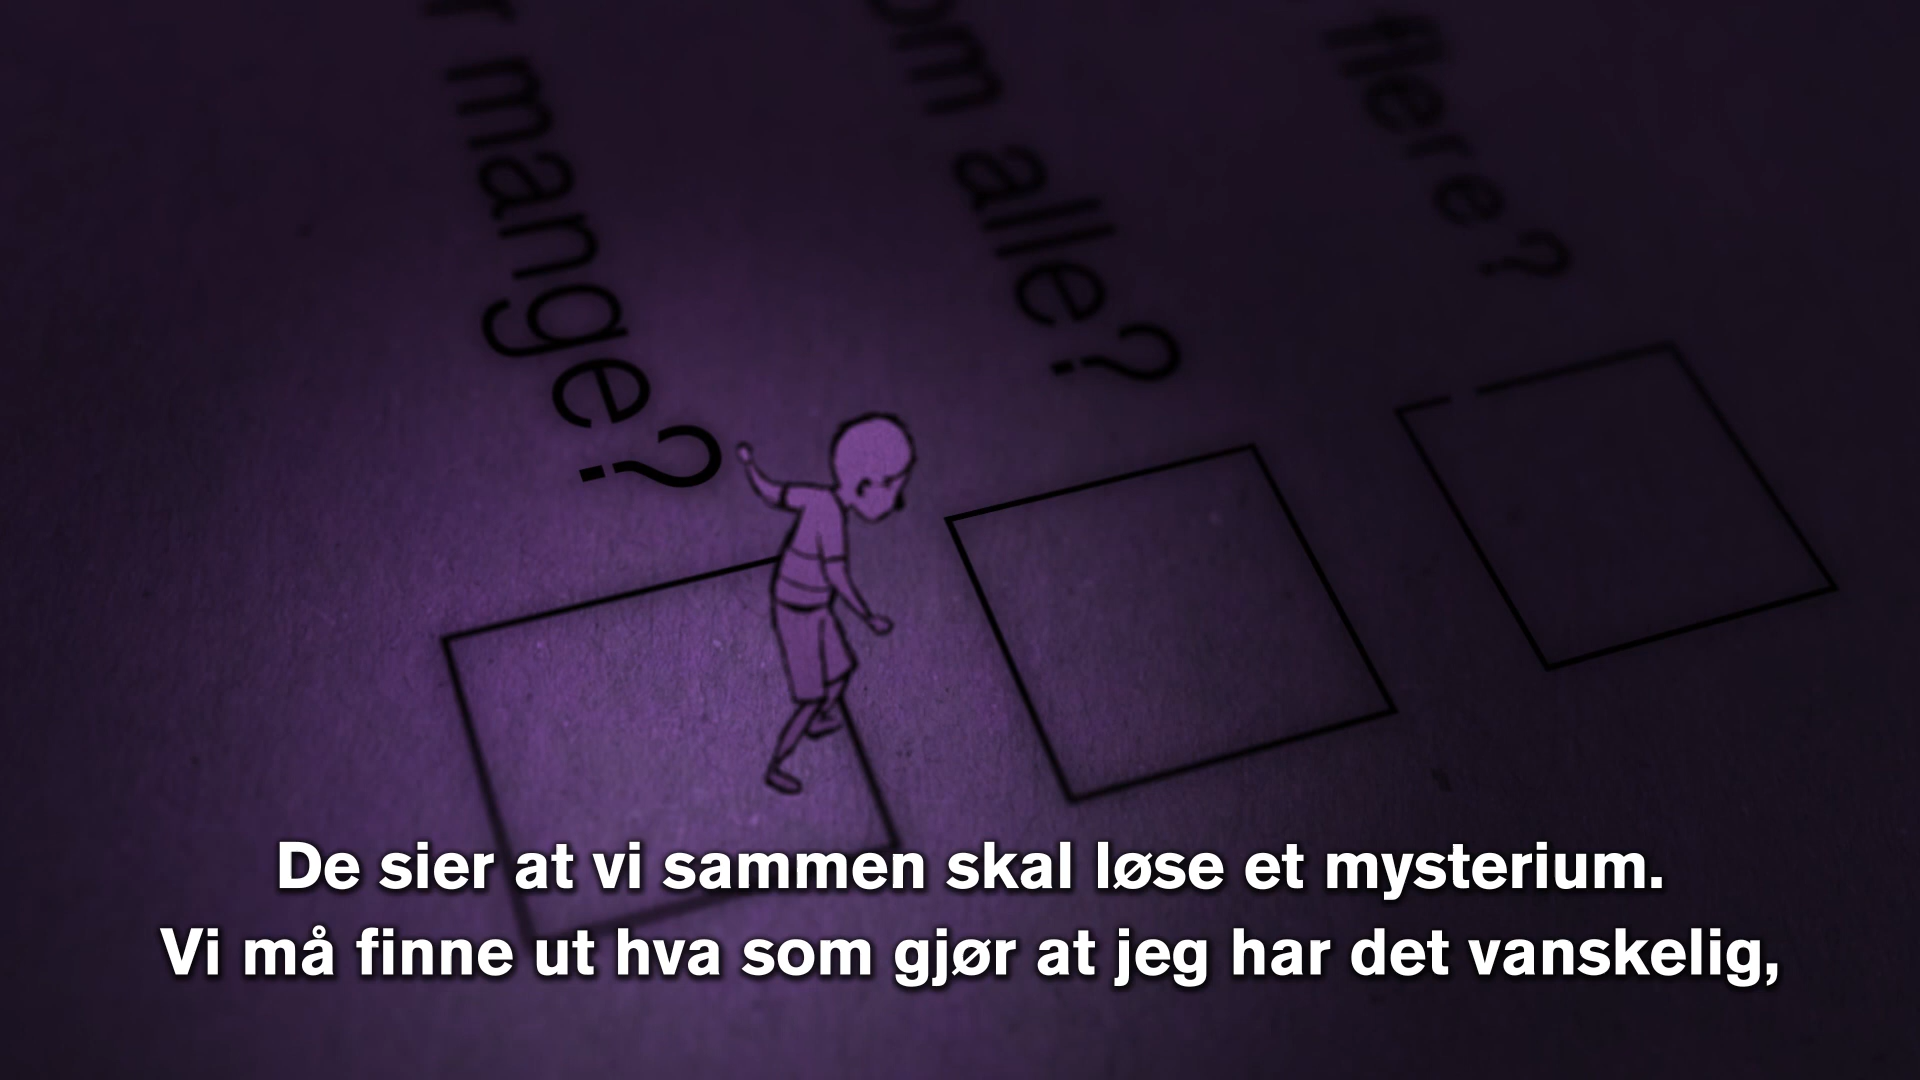 mange?
om alle?
flere?
De sier at vi sammen skal løse et mysterium.
Vi må finne ut hva som gjør at jeg har det vanskelig,